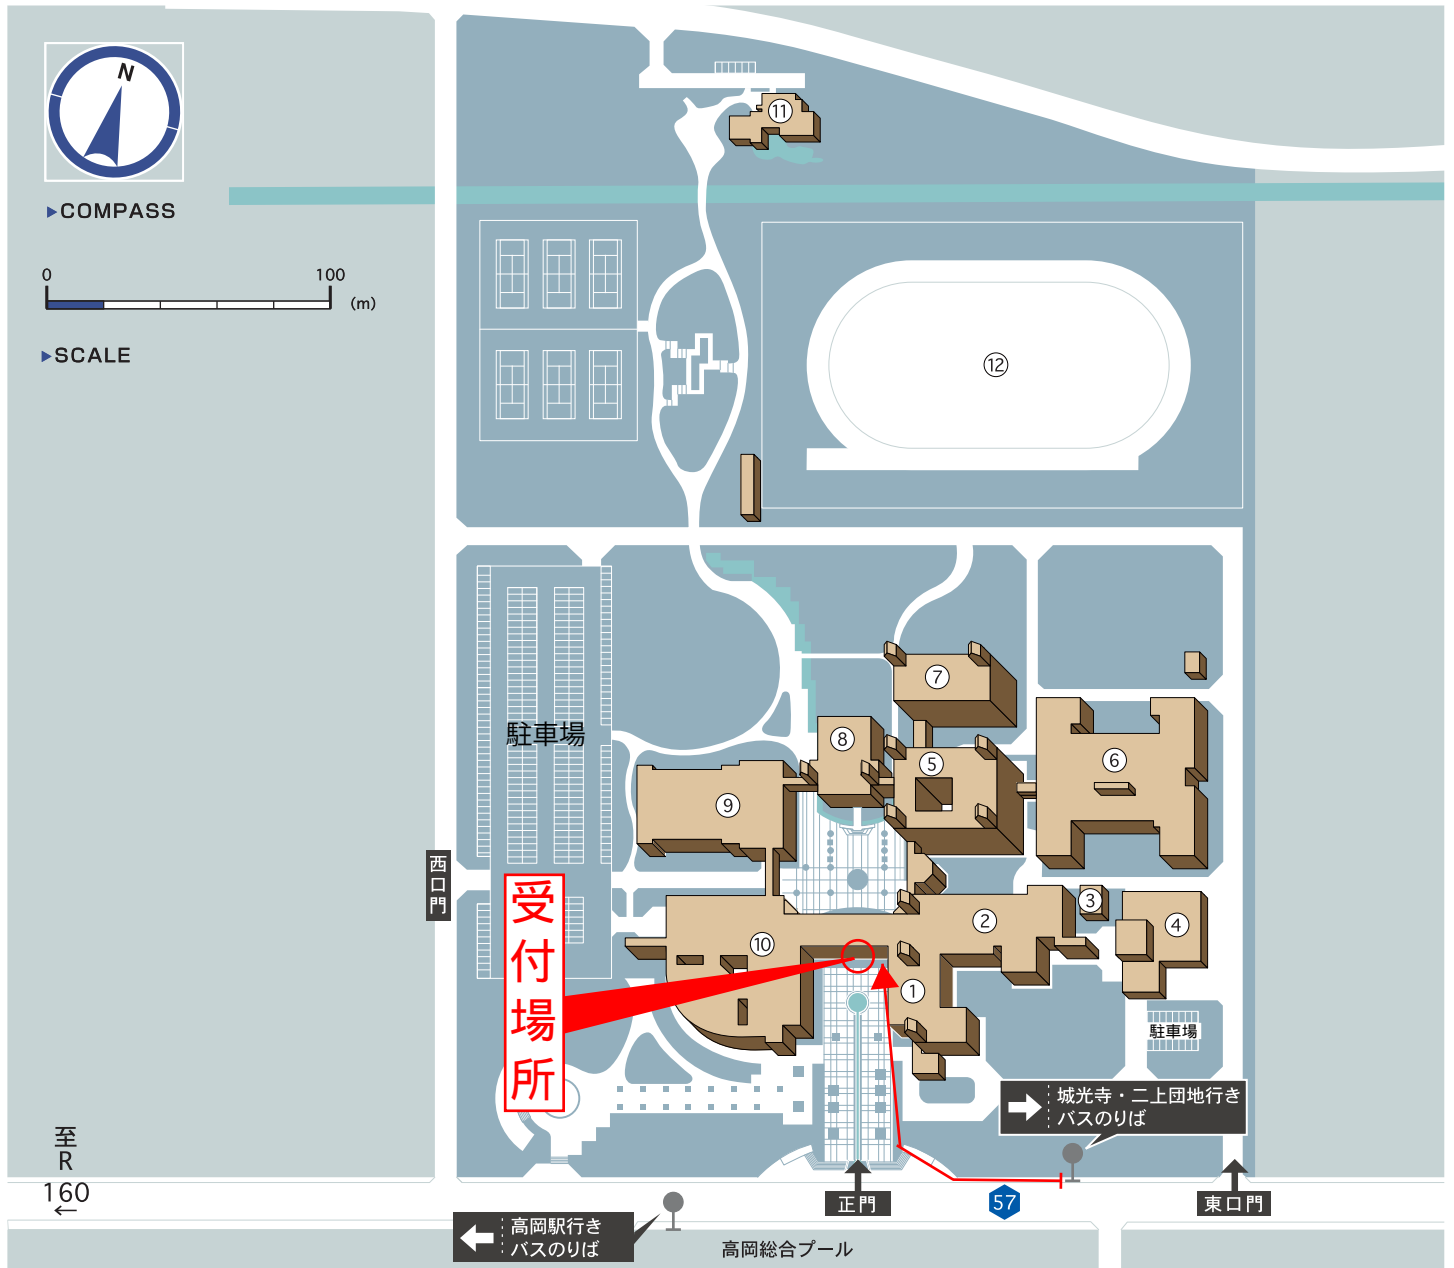 N
COMPASS
0 100
(m)
SCALE
⑪
⑫
⑦
⑧
⑤
⑥
駐車場
⑨
西口門
受付場所
③
②
④
⑩
①
駐車場
城光寺・二上団地行き
バスのりば
至
R
160
←
正門
57
東口門
高岡駅行き
バスのりば
高岡総合プール